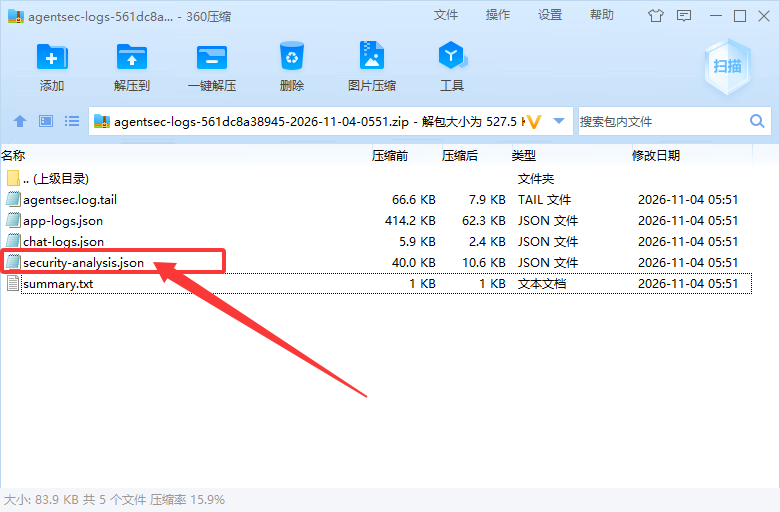 agentsec-logs-561dc8a... - 360压缩 文件 操作 设置 帮助
添加 解压到 一键解压 删除 图片压缩 工具 扫描
agentsec-logs-561dc8a38945-2026-11-04-0551.zip - 解包大小为 527.5 搜索包内文件
名称 压缩前 压缩后 类型 修改日期
.. (上级目录) 文件夹
agentsec.log.tail 66.6 KB 7.9 KB TAIL 文件 2026-11-04 05:51
app-logs.json 414.2 KB 62.3 KB JSON 文件 2026-11-04 05:51
chat-logs.json 5.9 KB 2.4 KB JSON 文件 2026-11-04 05:51
security-analysis.json 40.0 KB 10.6 KB JSON 文件 2026-11-04 05:51
summary.txt 1 KB 1 KB 文本文档 2026-11-04 05:51
大小: 83.9 KB 共 5 个文件 压缩率 15.9%